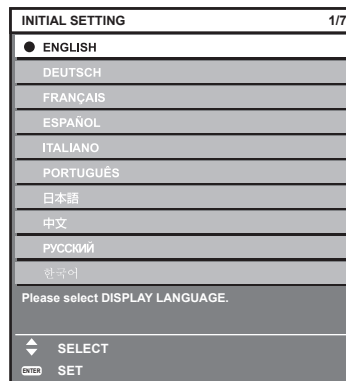 INITIAL SETTING 1/7
ENGLISH
DEUTSCH
FRANÇAIS
ESPAÑOL
ITALIANO
PORTUGUÊS
日本語
中文
РУССКИЙ
한국어
Please select DISPLAY LANGUAGE.
SELECT
ENTER SET